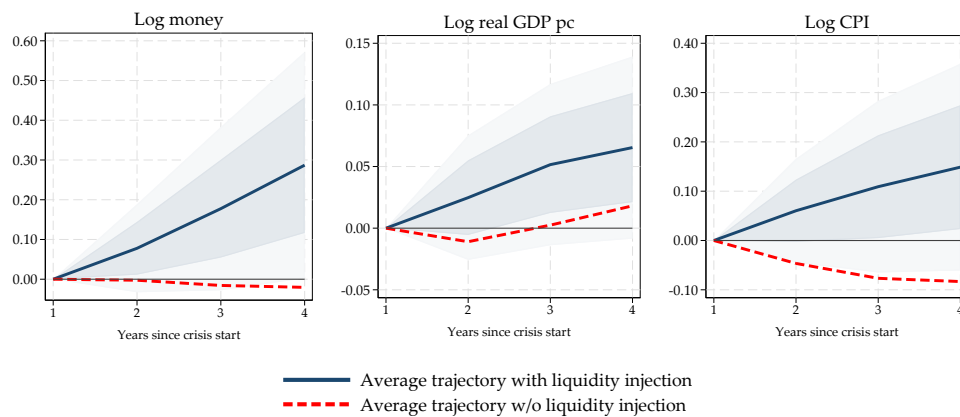 Log money
0.60
0.50
0.40
0.30
0.20
0.10
0.00
1 2 3 4
Years since crisis start
Log real GDP pc
0.15
0.10
0.05
0.00
-0.05
1 2 3 4
Years since crisis start
Log CPI
0.40
0.30
0.20
0.10
0.00
-0.10
1 2 3 4
Years since crisis start
Average trajectory with liquidity injection
Average trajectory w/o liquidity injection